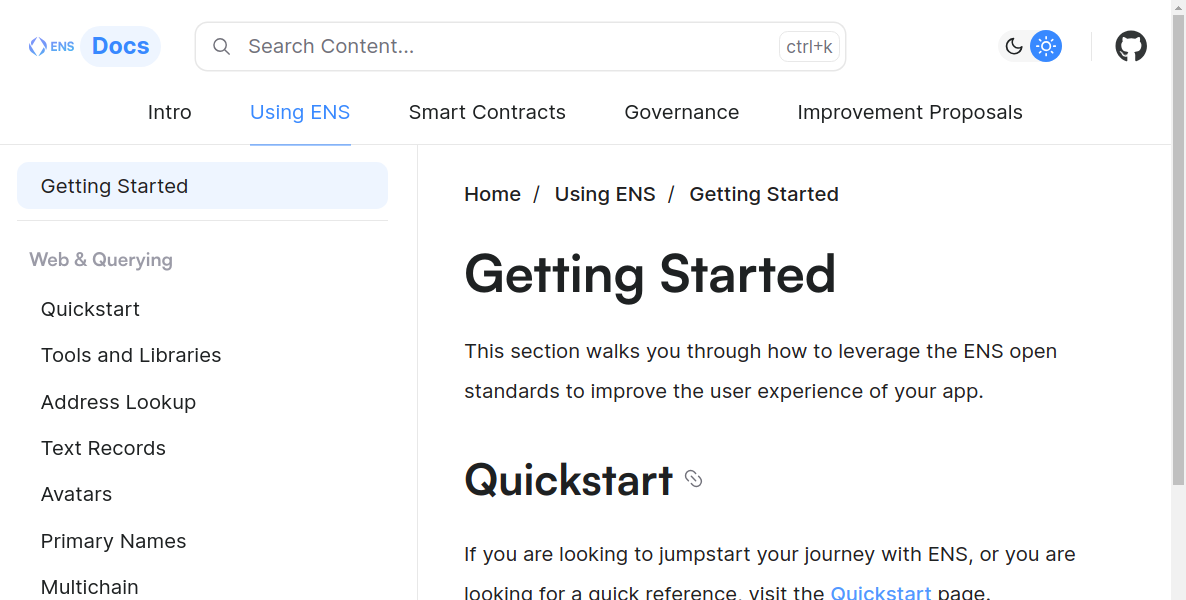 ENS Docs
Search Content...
ctrl+k
Intro
Using ENS
Smart Contracts
Governance
Improvement Proposals
Getting Started
Web & Querying
Quickstart
Tools and Libraries
Address Lookup
Text Records
Avatars
Primary Names
Multichain
Home / Using ENS / Getting Started
Getting Started
This section walks you through how to leverage the ENS open
standards to improve the user experience of your app.
Quickstart
If you are looking to jumpstart your journey with ENS, or you are
looking for a quick reference, visit the Quickstart page.